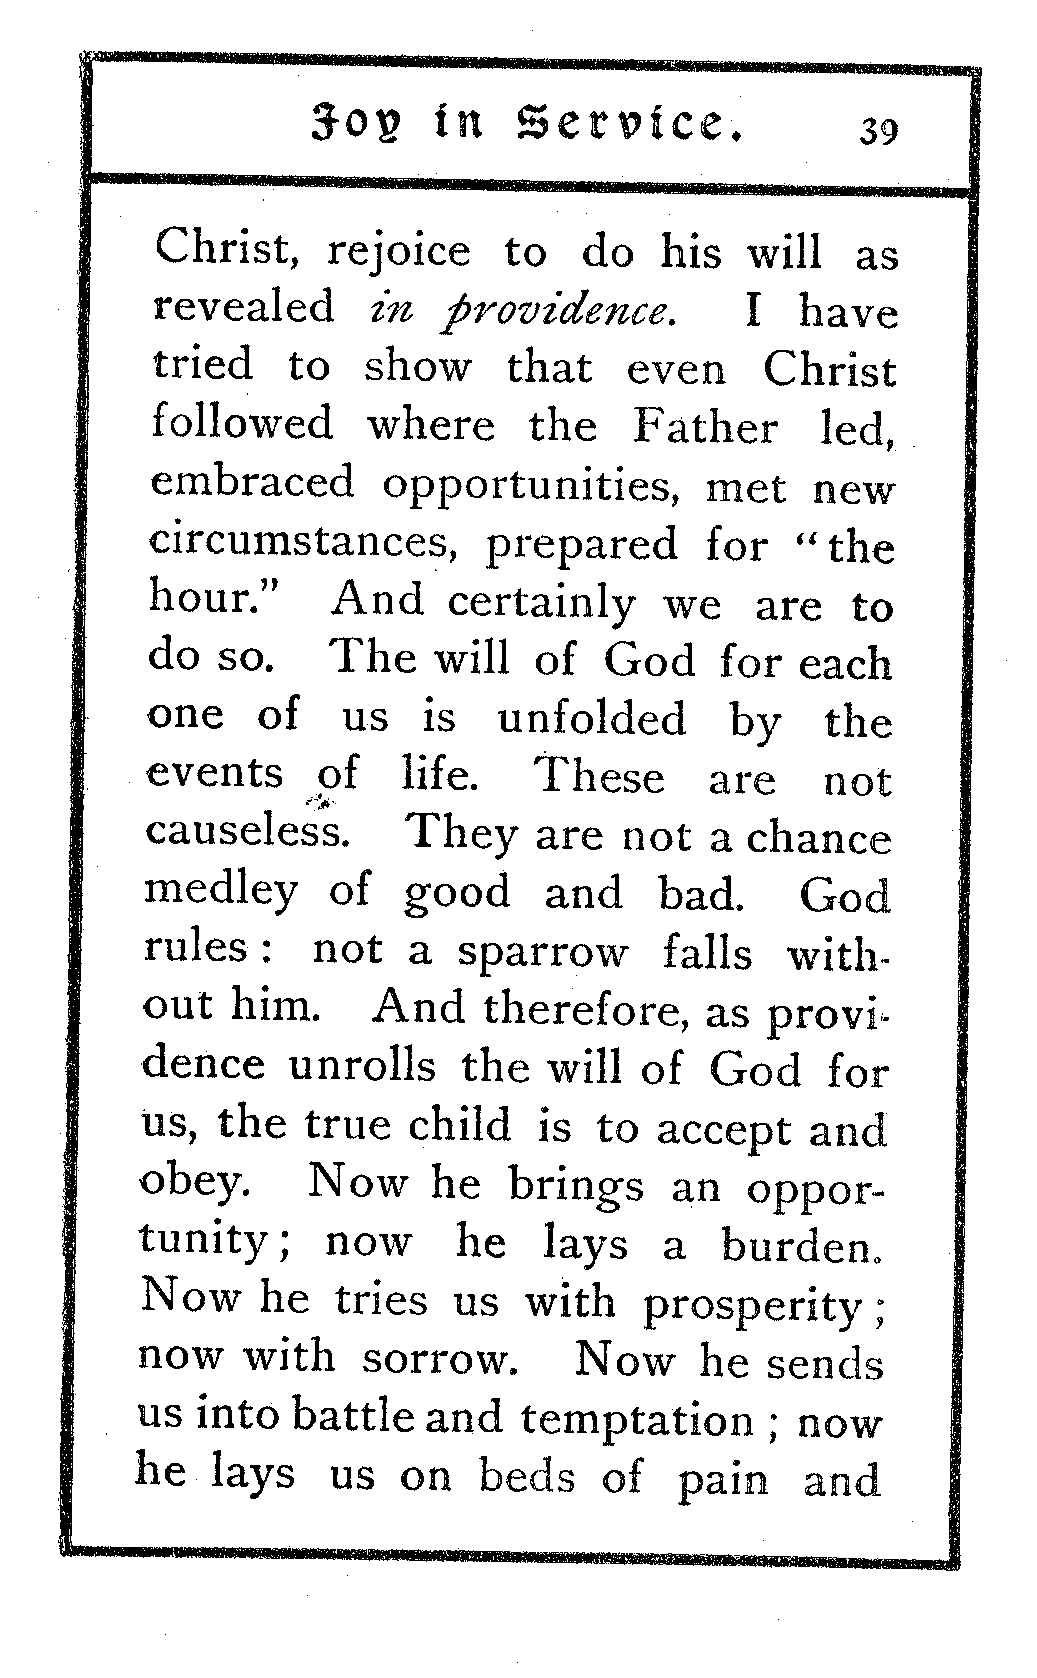 Joy in Service. 39
Christ, rejoice to do his will as
revealed in providence. I have
tried to show that even Christ
followed where the Father led,
embraced opportunities, met new
circumstances, prepared for “the
hour.” And certainly we are to
do so. The will of God for each
one of us is unfolded by the
events of life. These are not
causeless. They are not a chance
medley of good and bad. God
rules : not a sparrow falls with-
out him. And therefore, as provi-
dence unrolls the will of God for
us, the true child is to accept and
obey. Now he brings an oppor-
tunity ; now he lays a burden.
Now he tries us with prosperity ;
now with sorrow. Now he sends
us into battle and temptation ; now
he lays us on beds of pain and